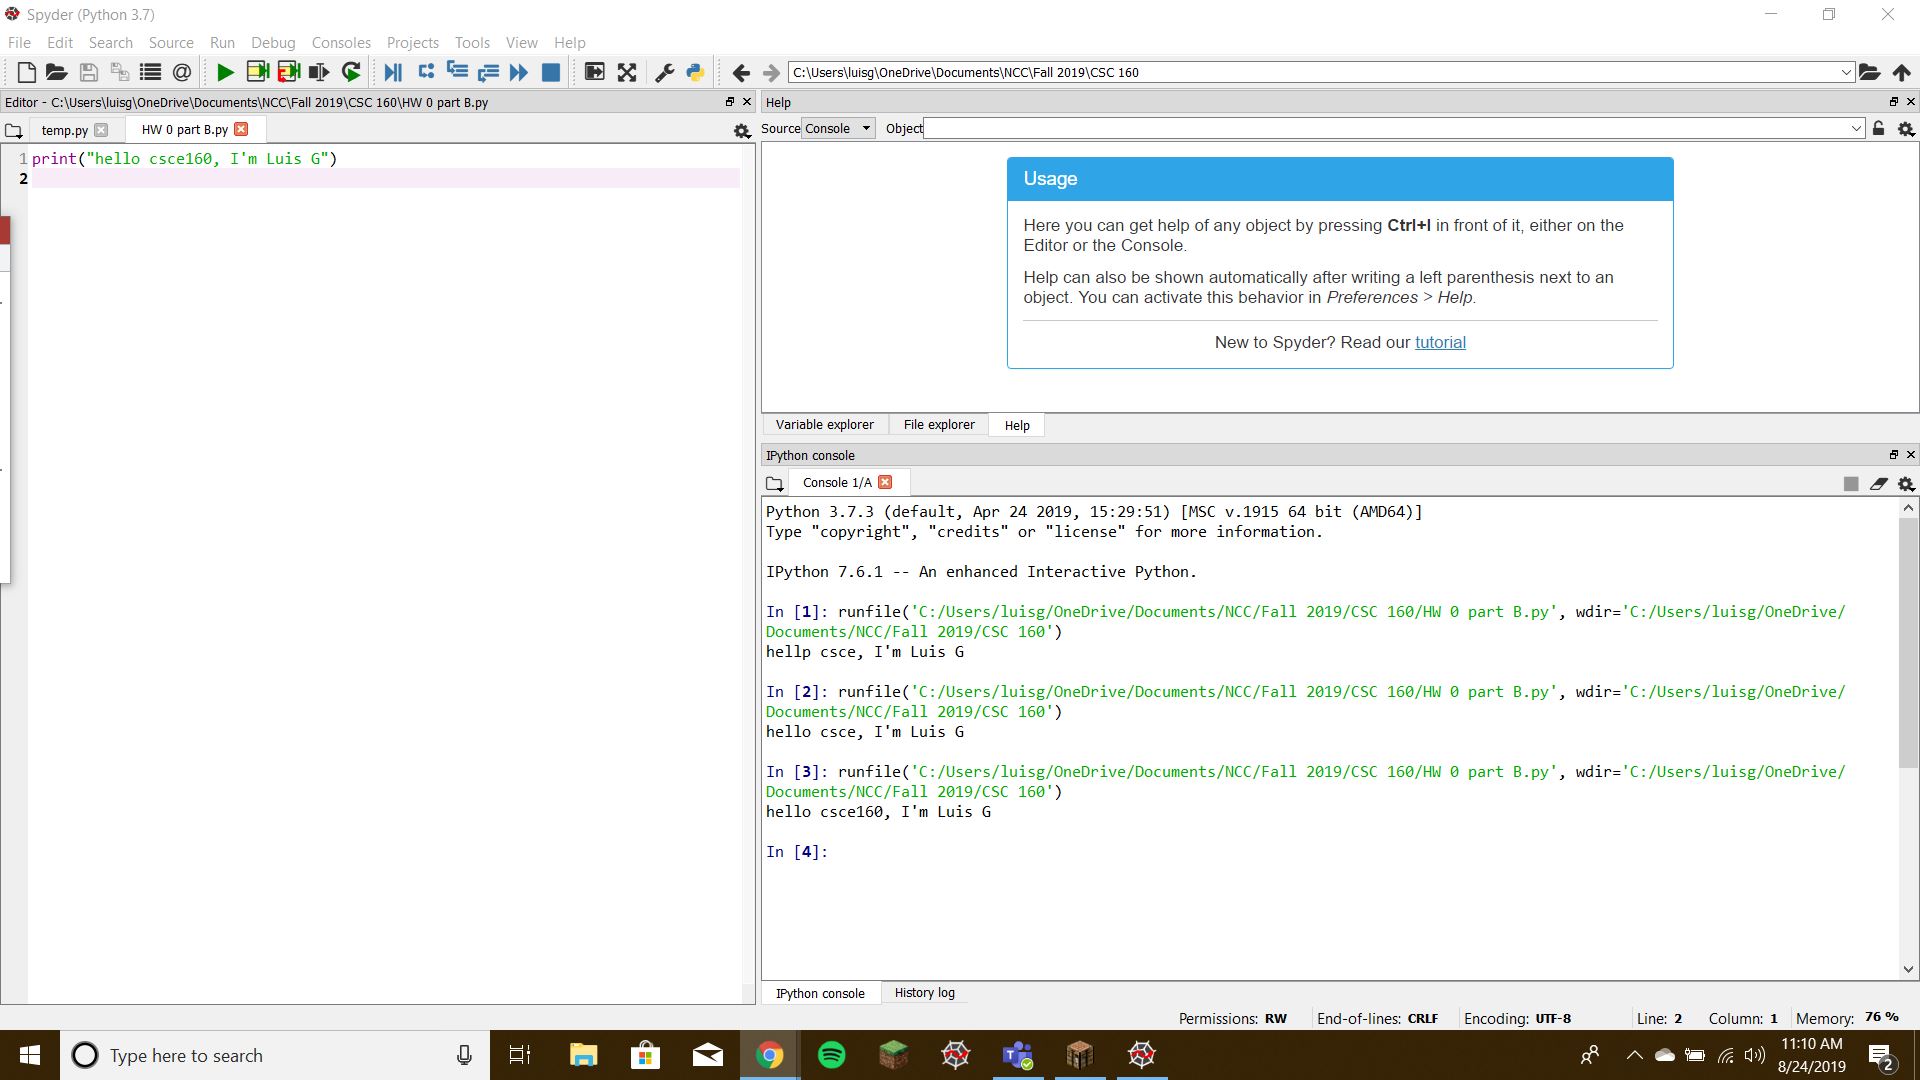 Spyder (Python 3.7)
File Edit Search Source Run Debug Consoles Projects Tools View Help
C:\Users\luisg\OneDrive\Documents\NCC\Fall 2019\CSC 160
Editor - C:\Users\luisg\OneDrive\Documents\NCC\Fall 2019\CSC 160\HW 0 part B.py
temp.py HW 0 part B.py
1 print("hello csce160, I'm Luis G")
2
Help
Source Console Object
Usage
Here you can get help of any object by pressing Ctrl+I in front of it, either on the
Editor or the Console.
Help can also be shown automatically after writing a left parenthesis next to an
object. You can activate this behavior in Preferences > Help.
New to Spyder? Read our tutorial
Variable explorer File explorer Help
IPython console
Console 1/A
Python 3.7.3 (default, Apr 24 2019, 15:29:51) [MSC v.1915 64 bit (AMD64)]
Type "copyright", "credits" or "license" for more information.
IPython 7.6.1 -- An enhanced Interactive Python.
In [1]: runfile('C:/Users/luisg/OneDrive/Documents/NCC/Fall 2019/CSC 160/HW 0 part B.py', wdir='C:/Users/luisg/OneDrive/
Documents/NCC/Fall 2019/CSC 160')
hellp csce, I'm Luis G
In [2]: runfile('C:/Users/luisg/OneDrive/Documents/NCC/Fall 2019/CSC 160/HW 0 part B.py', wdir='C:/Users/luisg/OneDrive/
Documents/NCC/Fall 2019/CSC 160')
hello csce, I'm Luis G
In [3]: runfile('C:/Users/luisg/OneDrive/Documents/NCC/Fall 2019/CSC 160/HW 0 part B.py', wdir='C:/Users/luisg/OneDrive/
Documents/NCC/Fall 2019/CSC 160')
hello csce160, I'm Luis G
In [4]:
IPython console History log
Permissions: RW End-of-lines: CRLF Encoding: UTF-8 Line: 2 Column: 1 Memory: 76 %
Type here to search
11:10 AM
8/24/2019
2